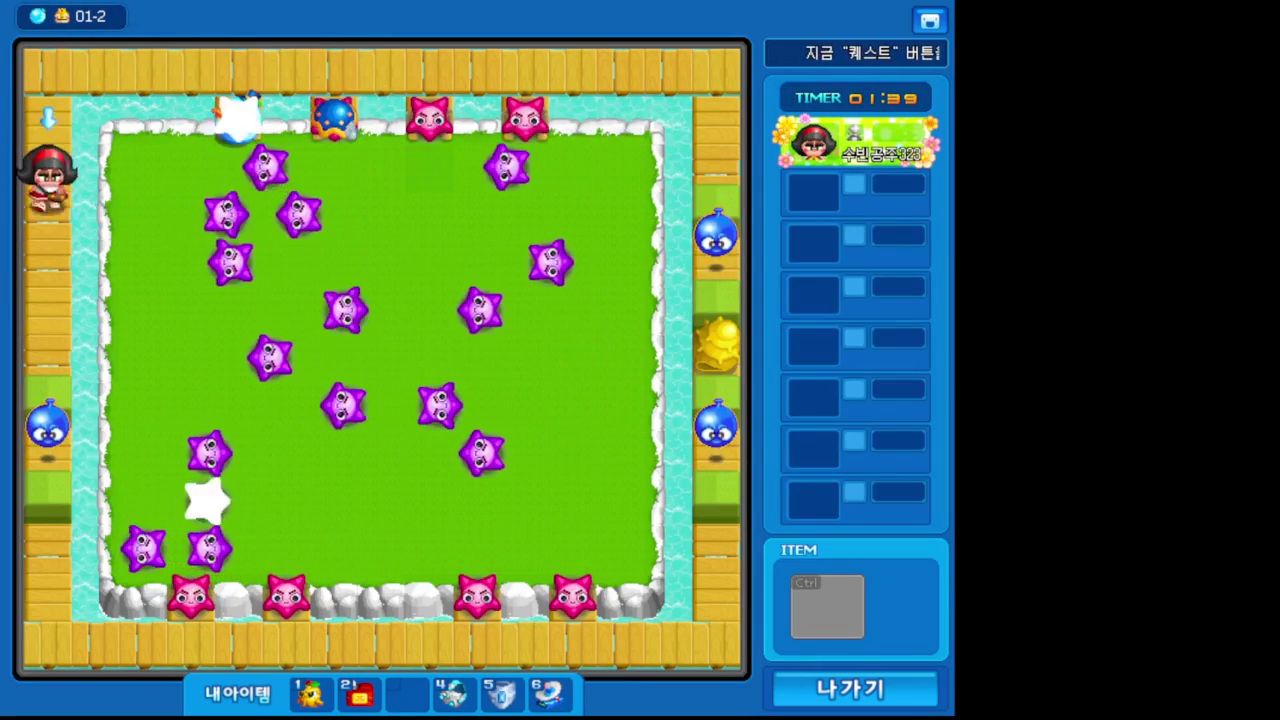 01-2
지금 "퀘스트" 버튼을
TIMER 01:39
수빈공주323
ITEM
Ctrl
내아이템 1 2 4 5 6
나가기